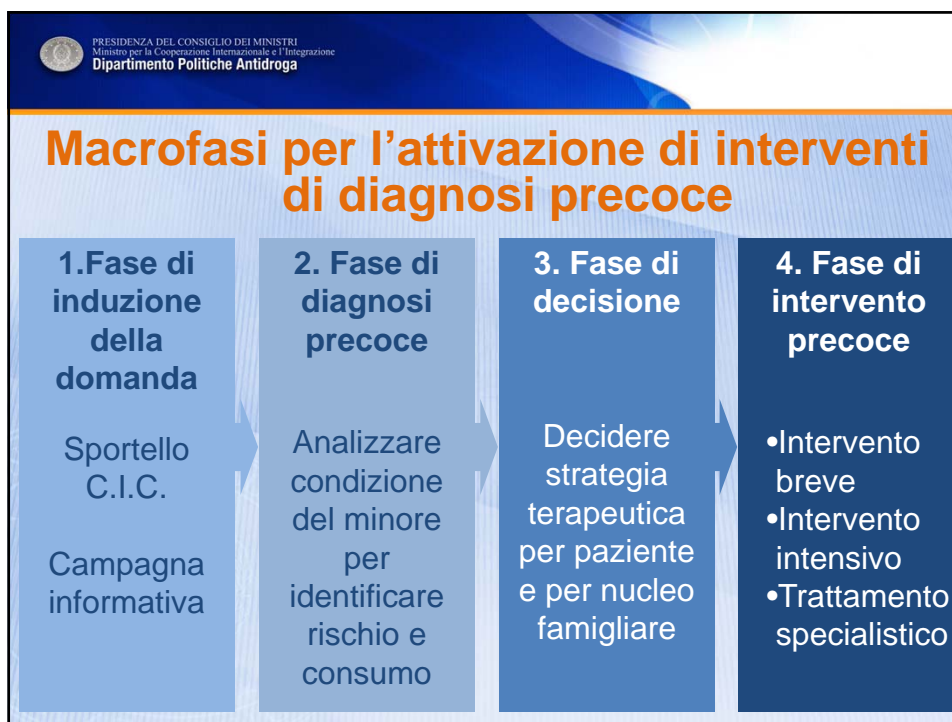 PRESIDENZA DEL CONSIGLIO DEI MINISTRI
Ministro per la Cooperazione Internazionale e l'Integrazione
Dipartimento Politiche Antidroga
Macrofasi per l'attivazione di interventi
di diagnosi precoce
1.Fase di
induzione
della
domanda
Sportello
C.I.C.
Campagna
informativa
2. Fase di
diagnosi
precoce
Analizzare
condizione
del minore
per
identificare
rischio e
consumo
3. Fase di
decisione
Decidere
strategia
terapeutica
per paziente
e per nucleo
famigliare
4. Fase di
intervento
precoce
•Intervento
breve
•Intervento
intensivo
•Trattamento
specialistico